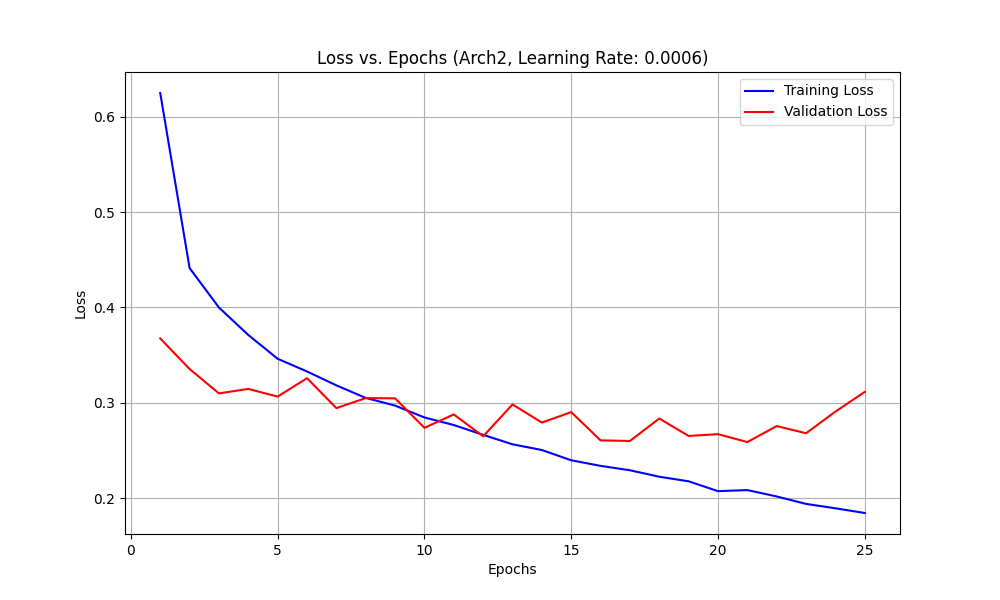 Loss vs. Epochs (Arch2, Learning Rate: 0.0006)
Training Loss
Validation Loss
Loss
0.6
0.5
0.4
0.3
0.2
0 5 10 15 20 25
Epochs